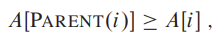 A[PARENT(i)] ≥ A[i] ,